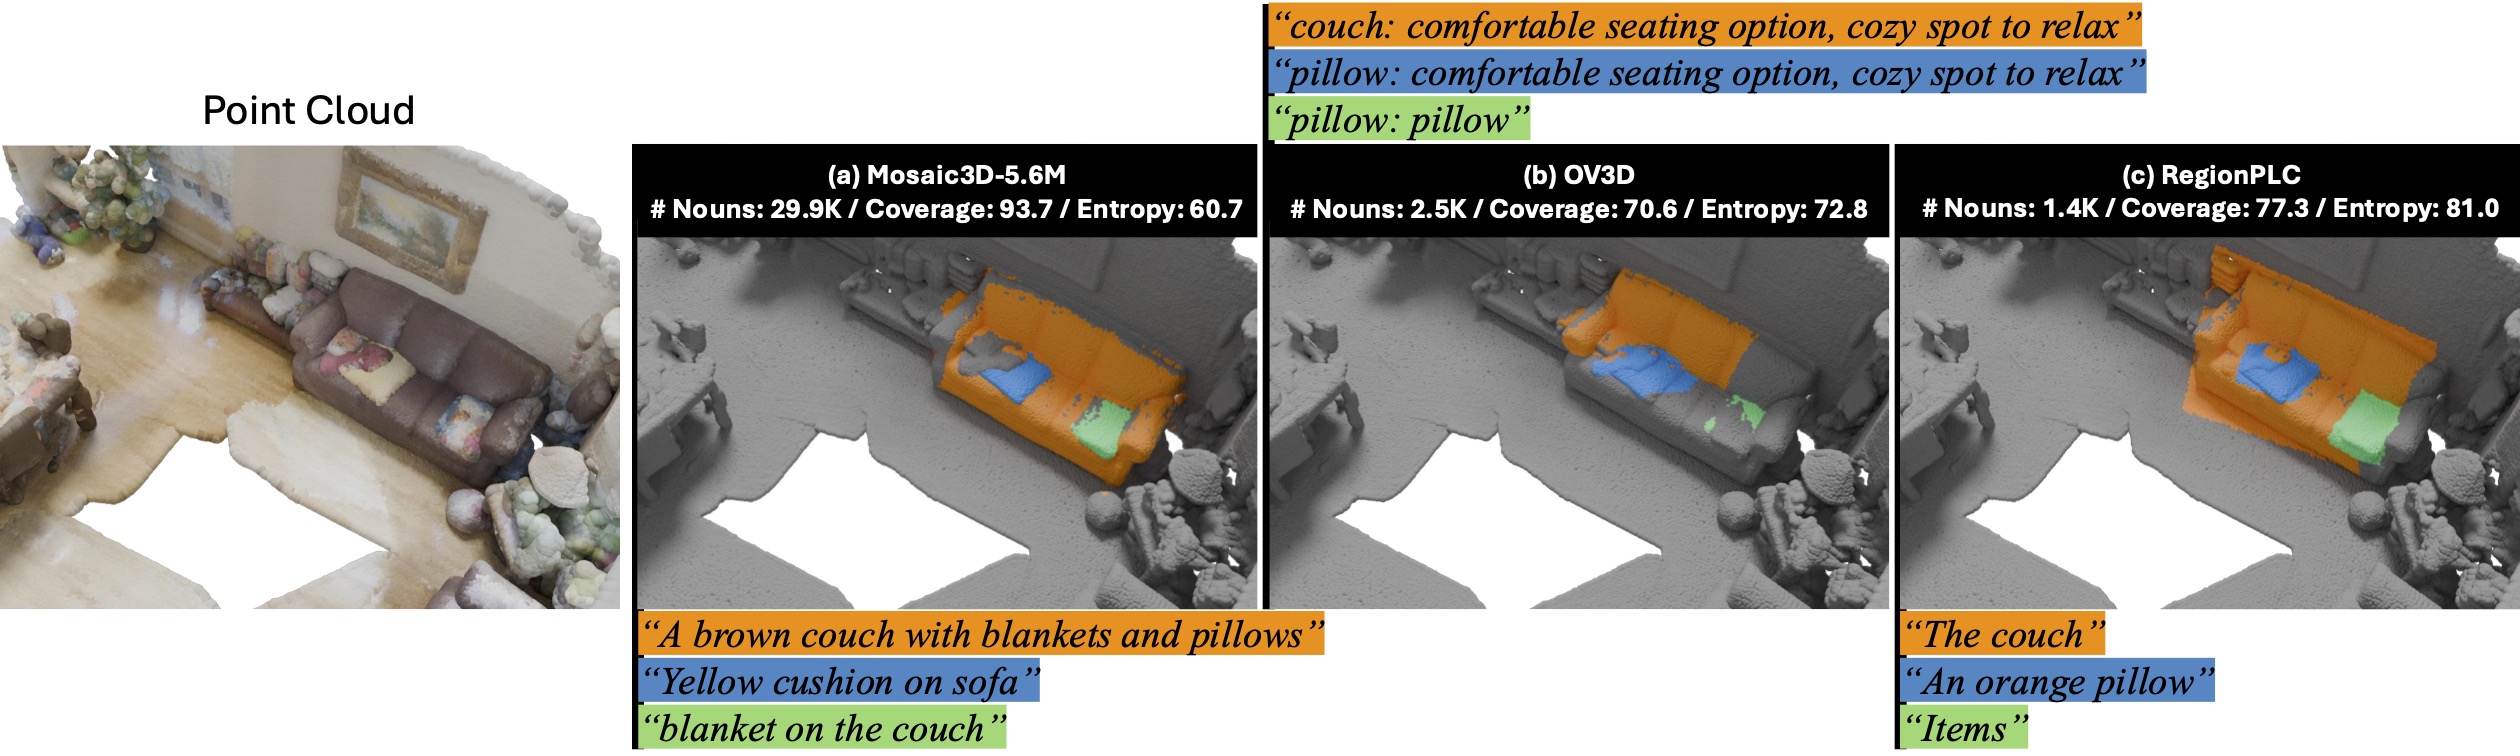 “couch: comfortable seating option, cozy spot to relax”
“pillow: comfortable seating option, cozy spot to relax”
“pillow: pillow”
Point Cloud
(a) Mosaic3D-5.6M
# Nouns: 29.9K / Coverage: 93.7 / Entropy: 60.7
(b) OV3D
# Nouns: 2.5K / Coverage: 70.6 / Entropy: 72.8
(c) RegionPLC
# Nouns: 1.4K / Coverage: 77.3 / Entropy: 81.0
“A brown couch with blankets and pillows”
“Yellow cushion on sofa”
“blanket on the couch”
“The couch”
“An orange pillow”
“Items”